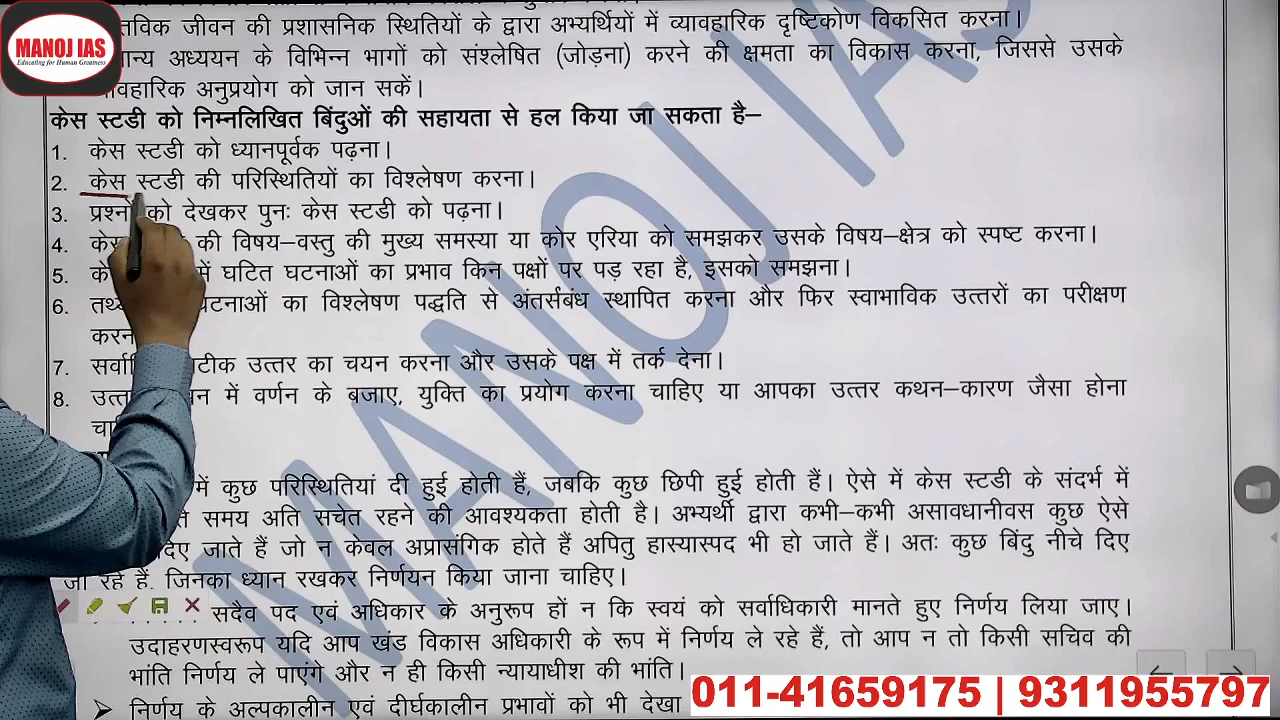 MANOJ IAS
Educating for Human Greatness
जीवन की प्रशासनिक स्थितियों के द्वारा अभ्यर्थियों में व्यावहारिक दृष्टिकोण विकसित करना।
अध्ययन के विभिन्न भागों को संश्लेषित (जोड़ना) करने की क्षमता का विकास करना, जिससे उसके
अनुप्रयोग को जान सकें।
केस स्टडी को निम्नलिखित बिंदुओं की सहायता से हल किया जा सकता है–
1. केस स्टडी को ध्यानपूर्वक पढ़ना।
2. केस स्टडी की परिस्थितियों का विश्लेषण करना।
3. प्रश्न को देखकर पुनः केस स्टडी को पढ़ना।
4. की विषय–वस्तु की मुख्य समस्या या कोर एरिया को समझकर उसके विषय–क्षेत्र को स्पष्ट करना।
5. में घटित घटनाओं का प्रभाव किन पक्षों पर पड़ रहा है, इसको समझना।
6. का विश्लेषण पद्धति से अंतर्संबंध स्थापित करना और फिर स्वाभाविक उत्तरों का परीक्षण
7. उत्तर का चयन करना और उसके पक्ष में तर्क देना।
8. में वर्णन के बजाए, युक्ति का प्रयोग करना चाहिए या आपका उत्तर कथन–कारण जैसा होना
में कुछ परिस्थितियां दी हुई होती हैं, जबकि कुछ छिपी हुई होती हैं। ऐसे में केस स्टडी के संदर्भ में
समय अति सचेत रहने की आवश्यकता होती है। अभ्यर्थी द्वारा कभी–कभी असावधानीवस कुछ ऐसे
दिए जाते हैं जो न केवल अप्रासंगिक होते हैं अपितु हास्यास्पद भी हो जाते हैं। अतः कुछ बिंदु नीचे दिए
जा रहे हैं, जिनका ध्यान रखकर निर्णयन किया जाना चाहिए।
सदैव पद एवं अधिकार के अनुरूप हों न कि स्वयं को सर्वाधिकारी मानते हुए निर्णय लिया जाए।
उदाहरणस्वरूप यदि आप खंड विकास अधिकारी के रूप में निर्णय ले रहे हैं, तो आप न तो किसी सचिव की
भांति निर्णय ले पाएंगे और न ही किसी न्यायाधीश की भांति।
➢ निर्णय के अल्पकालीन एवं दीर्घकालीन प्रभावों को भी देखा
MANOJ IAS
011-41659175 | 9311955797